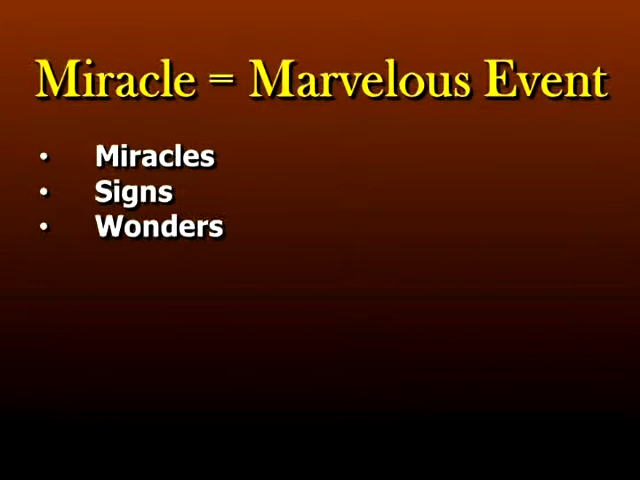 Miracle = Marvelous Event
• Miracles
• Signs
• Wonders